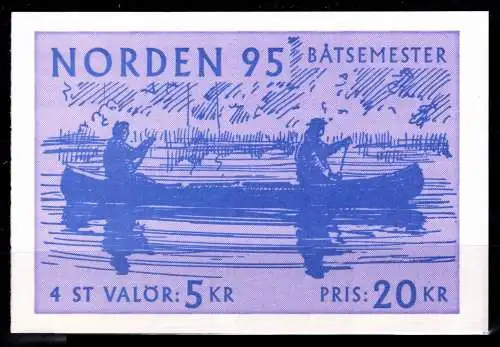 NORDEN 95 BÅTSEMESTER
4 ST VALÖR: 5 KR PRIS: 20 KR